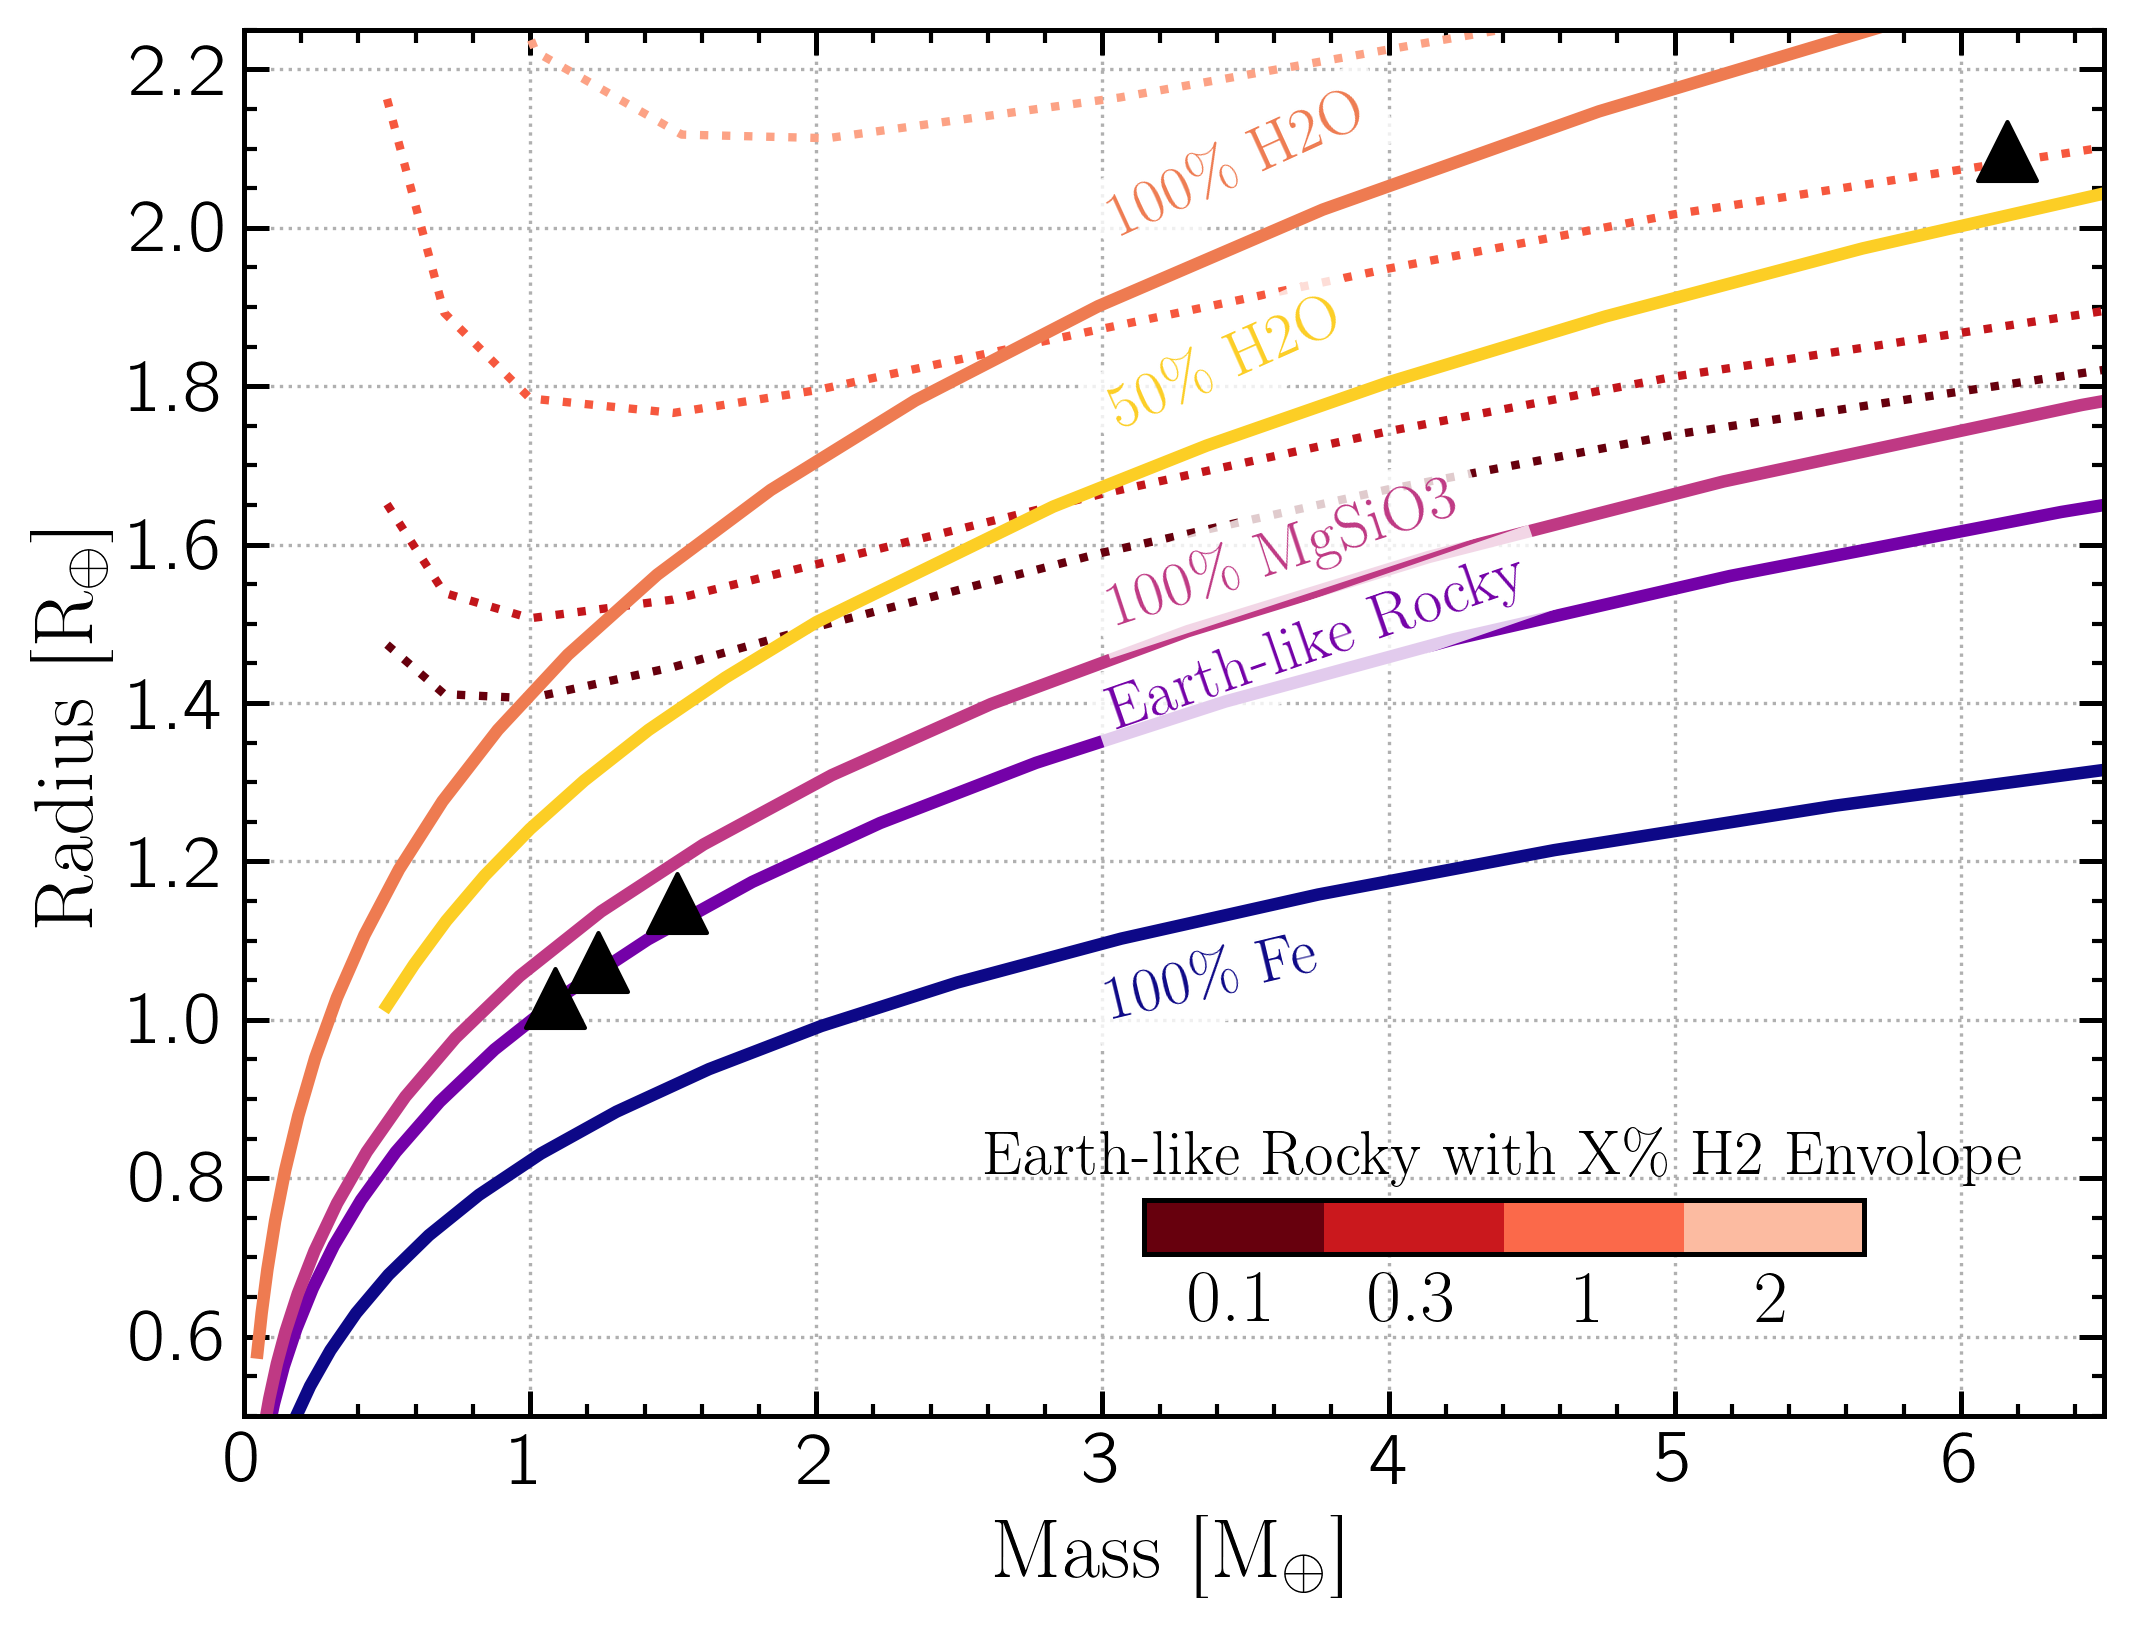 2.2
2.0
1.8
1.6
1.4
1.2
1.0
0.8
0.6
Radius [R⊕]
100% H2O
50% H2O
100% MgSiO3
Earth-like Rocky
100% Fe
Earth-like Rocky with X% H2 Envolope
0.1 0.3 1 2
0 1 2 3 4 5 6
Mass [M⊕]